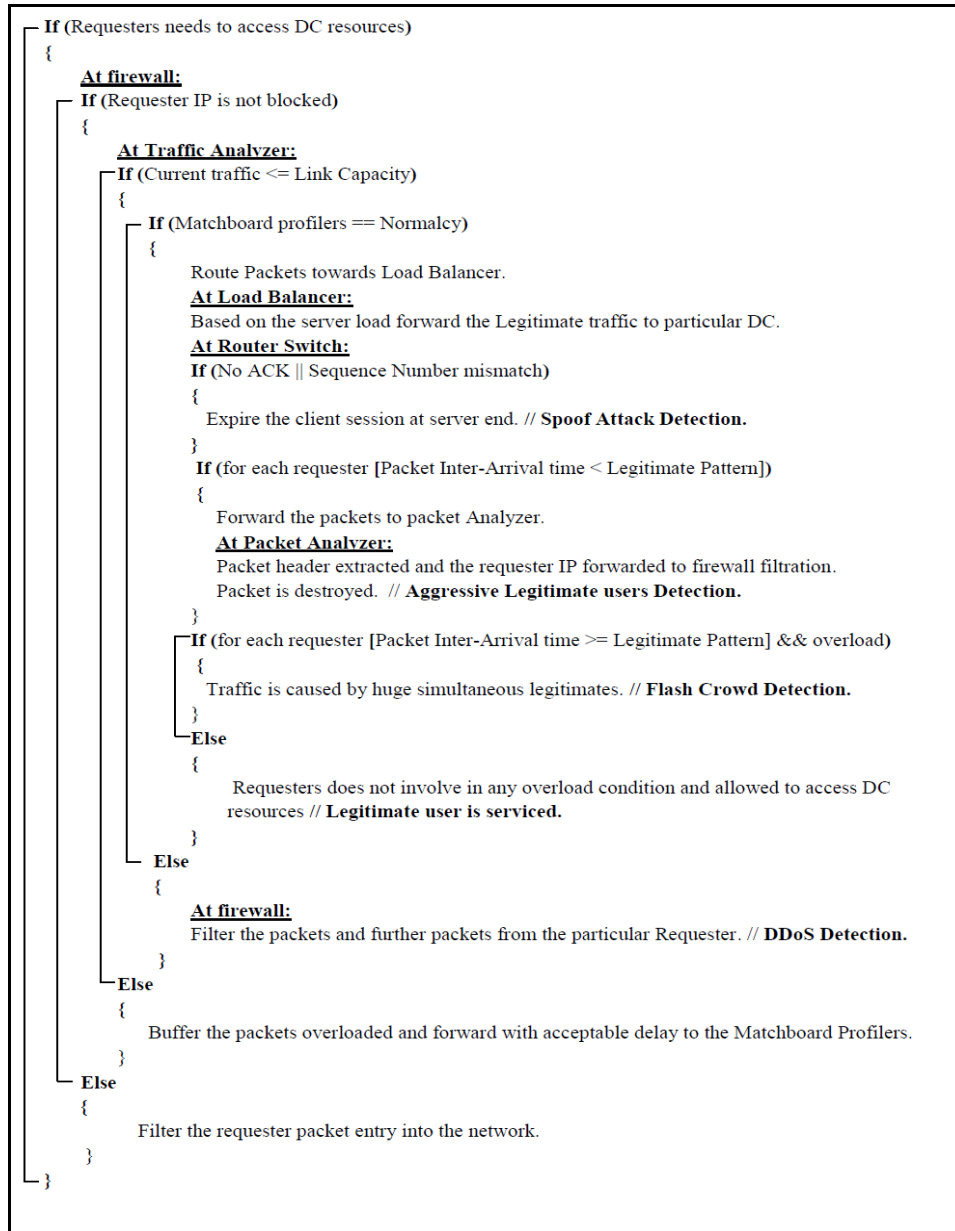 If (Requesters needs to access DC resources)
{
At firewall:
If (Requester IP is not blocked)
{
At Traffic Analyzer:
If (Current traffic <= Link Capacity)
{
If (Matchboard profilers == Normalcy)
{
Route Packets towards Load Balancer.
At Load Balancer:
Based on the server load forward the Legitimate traffic to particular DC.
At Router Switch:
If (No ACK || Sequence Number mismatch)
{
Expire the client session at server end. // Spoof Attack Detection.
}
If (for each requester [Packet Inter-Arrival time < Legitimate Pattern])
{
Forward the packets to packet Analyzer.
At Packet Analyzer:
Packet header extracted and the requester IP forwarded to firewall filtration.
Packet is destroyed. // Aggressive Legitimate users Detection.
}
If (for each requester [Packet Inter-Arrival time >= Legitimate Pattern] && overload)
{
Traffic is caused by huge simultaneous legitimates. // Flash Crowd Detection.
}
Else
{
Requesters does not involve in any overload condition and allowed to access DC
resources // Legitimate user is serviced.
}
Else
{
At firewall:
Filter the packets and further packets from the particular Requester. // DDoS Detection.
}
Else
{
Buffer the packets overloaded and forward with acceptable delay to the Matchboard Profilers.
}
Else
{
Filter the requester packet entry into the network.
}
}